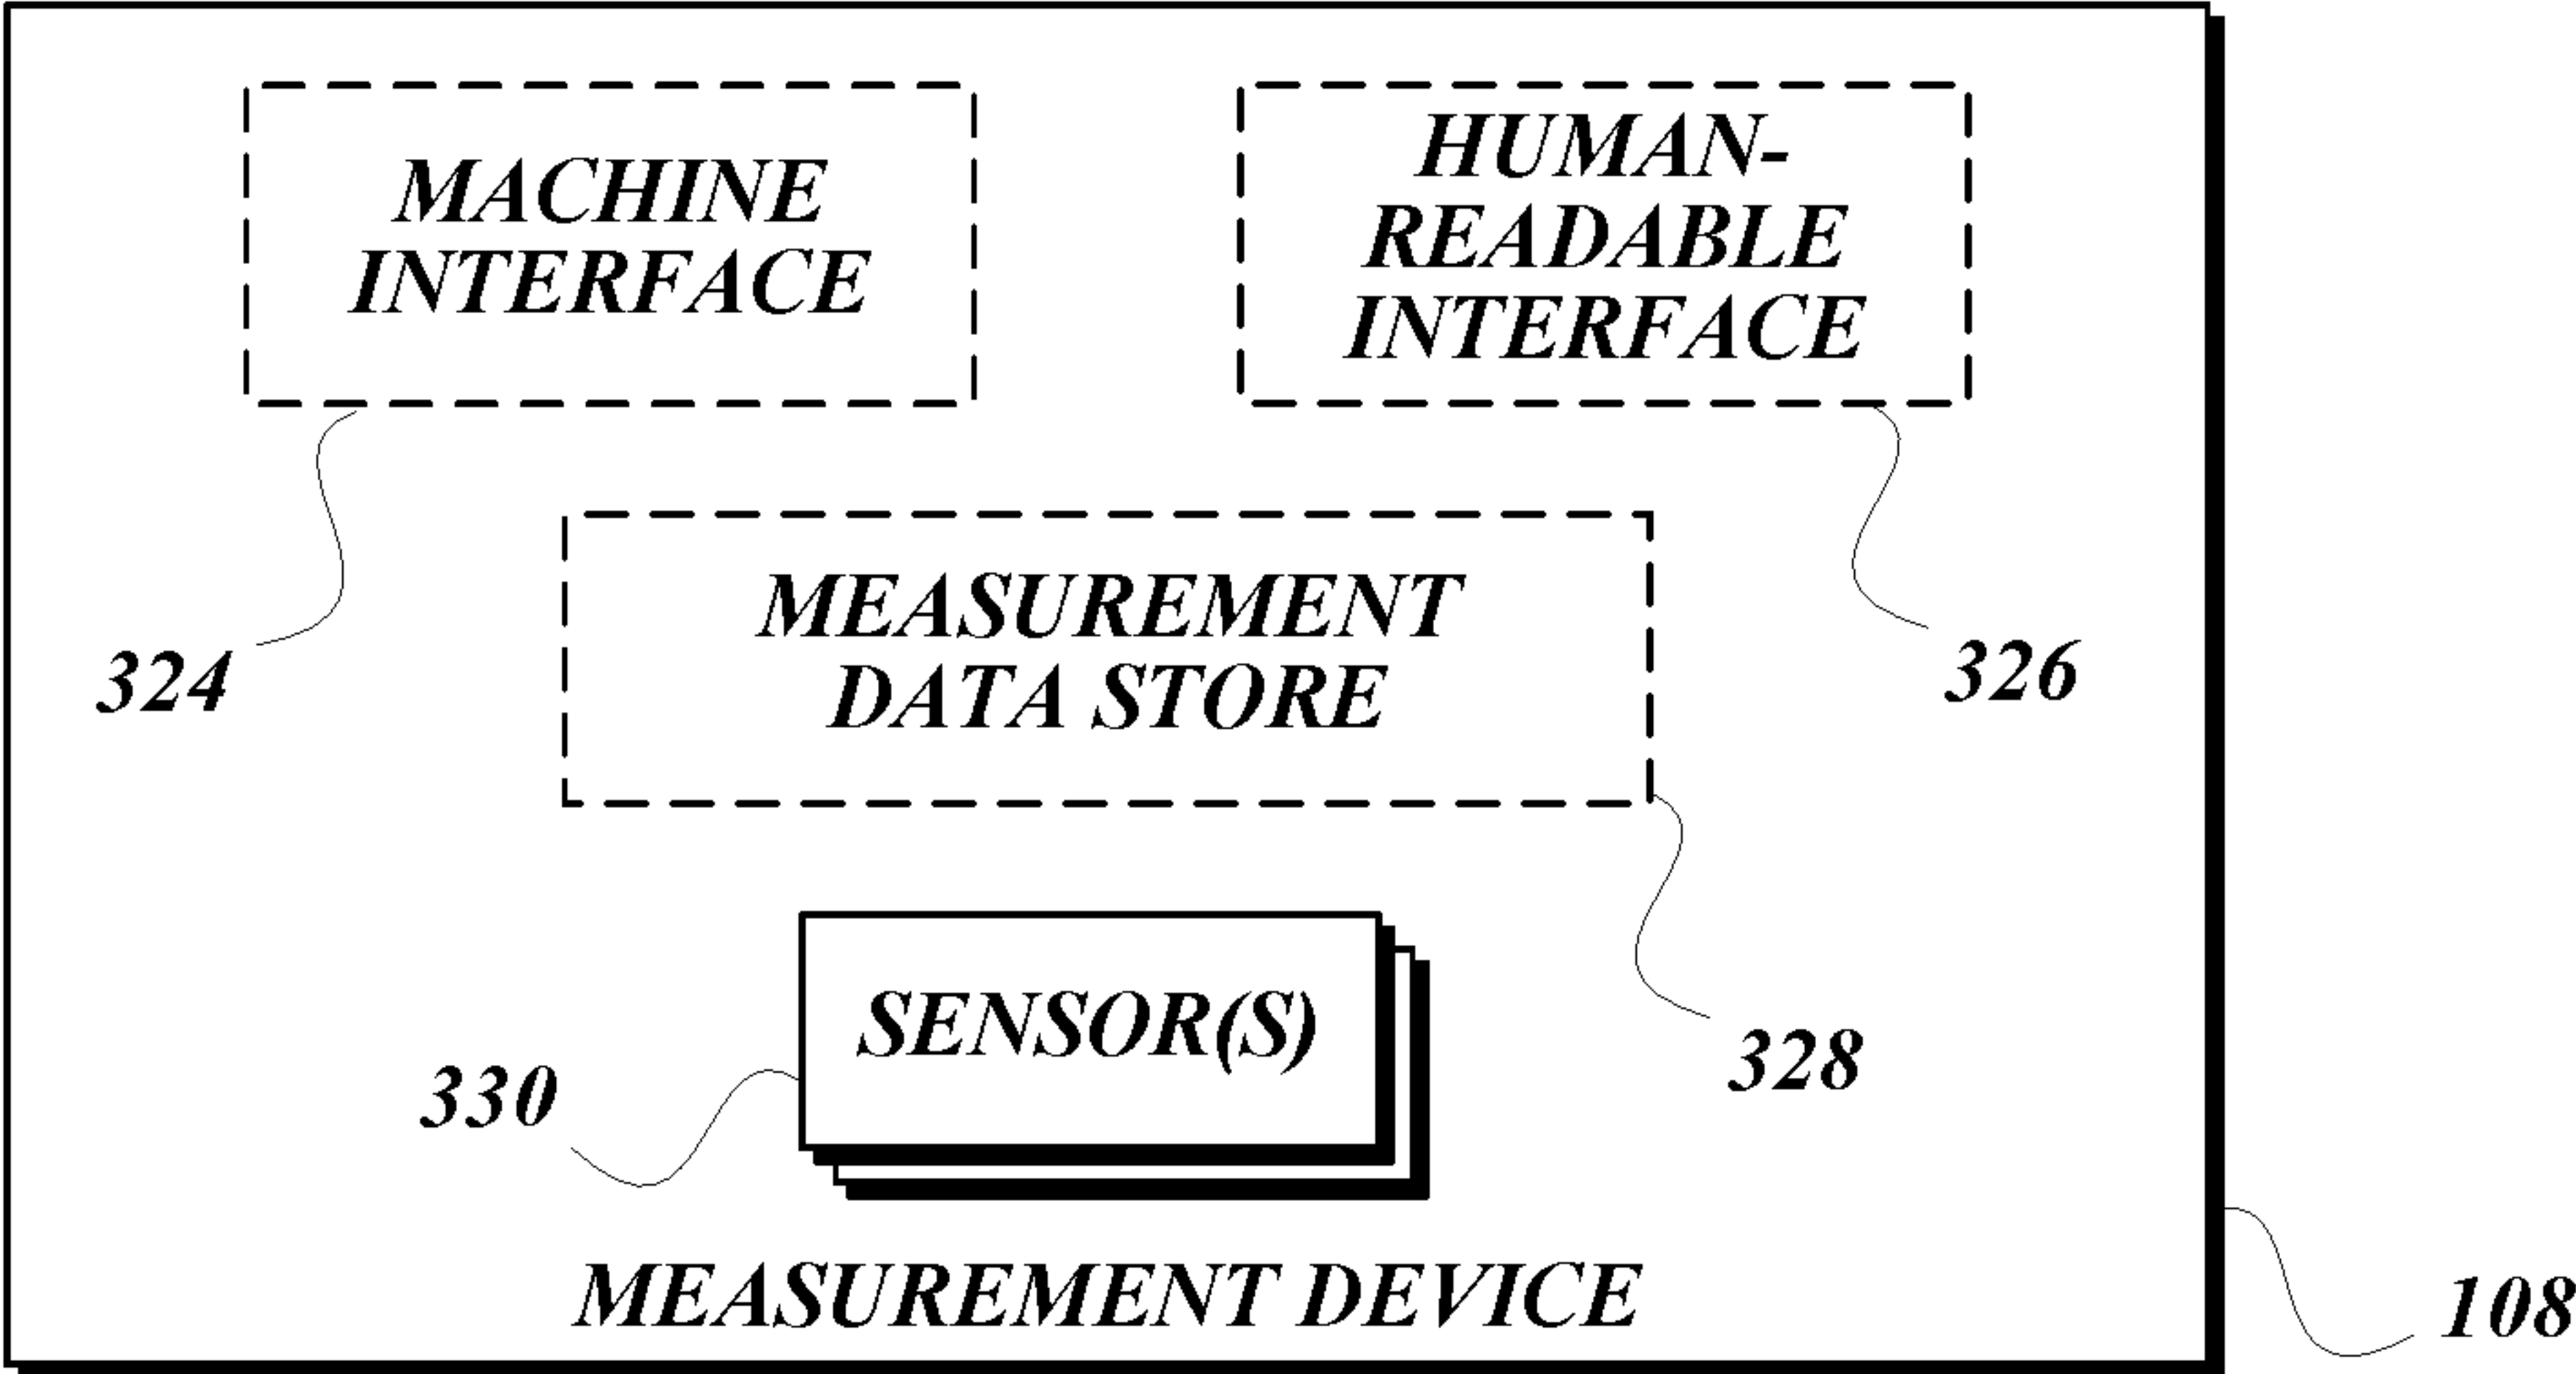 MACHINE
INTERFACE
HUMAN-
READABLE
INTERFACE
324
326
MEASUREMENT
DATA STORE
328
SENSOR(S)
330
MEASUREMENT DEVICE
108